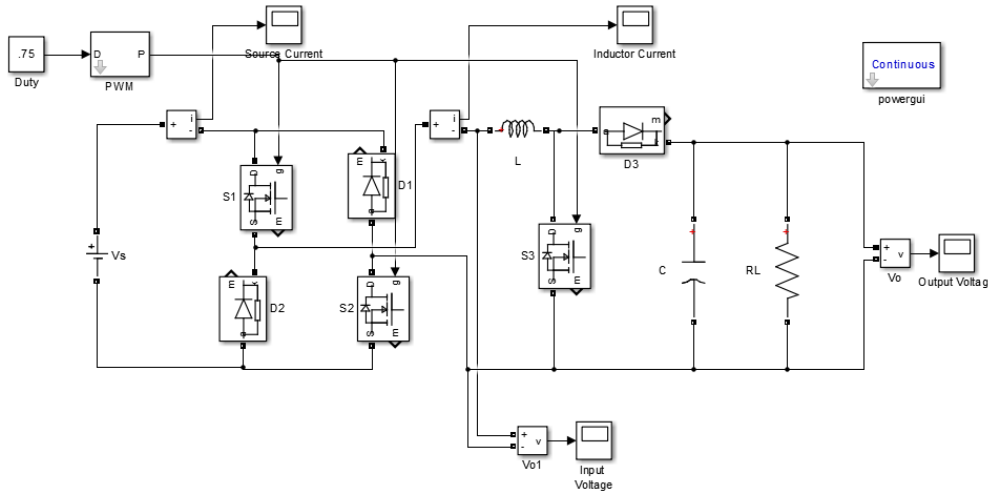 .75
Duty
D
P
PWM
Source Current
Inductor Current
Continuous
powergui
+
i
-
+
i
-
L
m
a
k
D3
S1
D
g
S
m
m
k
a
D1
Vs
+
m
k
a
D2
S2
D
g
S
m
S3
D
g
S
m
+
C
+
RL
+
-
v
Vo
Output Voltag
+
-
v
Vo1
Input
Voltage